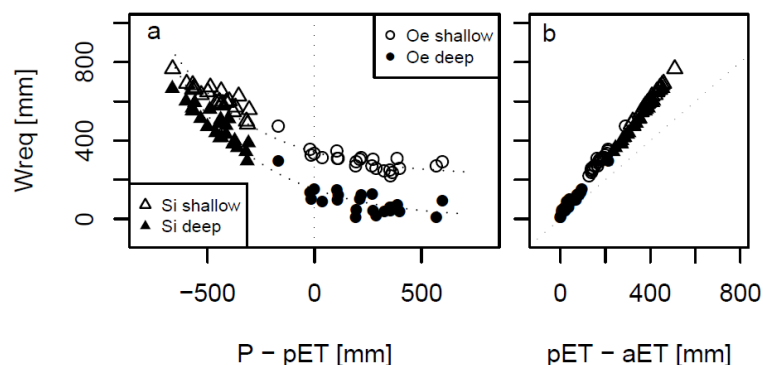 a
Oe shallow
Oe deep
b
Wreq [mm]
800
400
0
Si shallow
Si deep
−500
0
500
0
400
800
P − pET [mm]
pET − aET [mm]